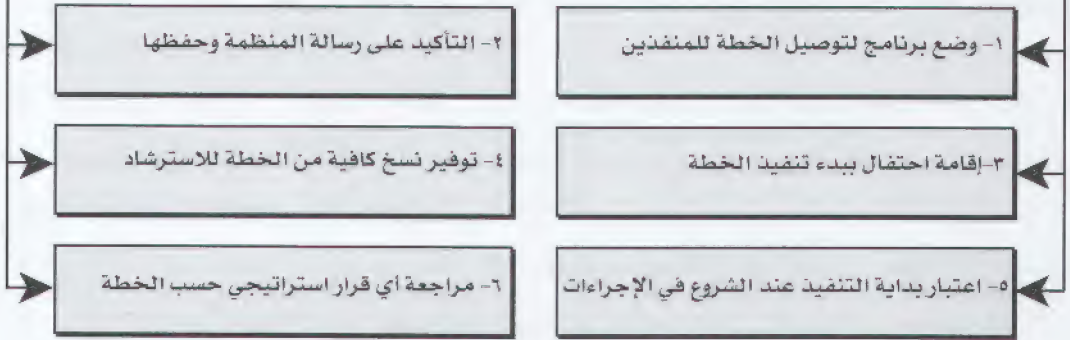 ١- وضع برنامج لتوصيل الخطة للمنفذين
٢- التأكيد على رسالة المنظمة وحفظها
٣-إقامة احتفال ببدء تنفيذ الخطة
٤- توفير نسخ كافية من الخطة للاسترشاد
٥- اعتبار بداية التنفيذ عند الشروع في الإجراءات
٦- مراجعة أي قرار استراتيجي حسب الخطة